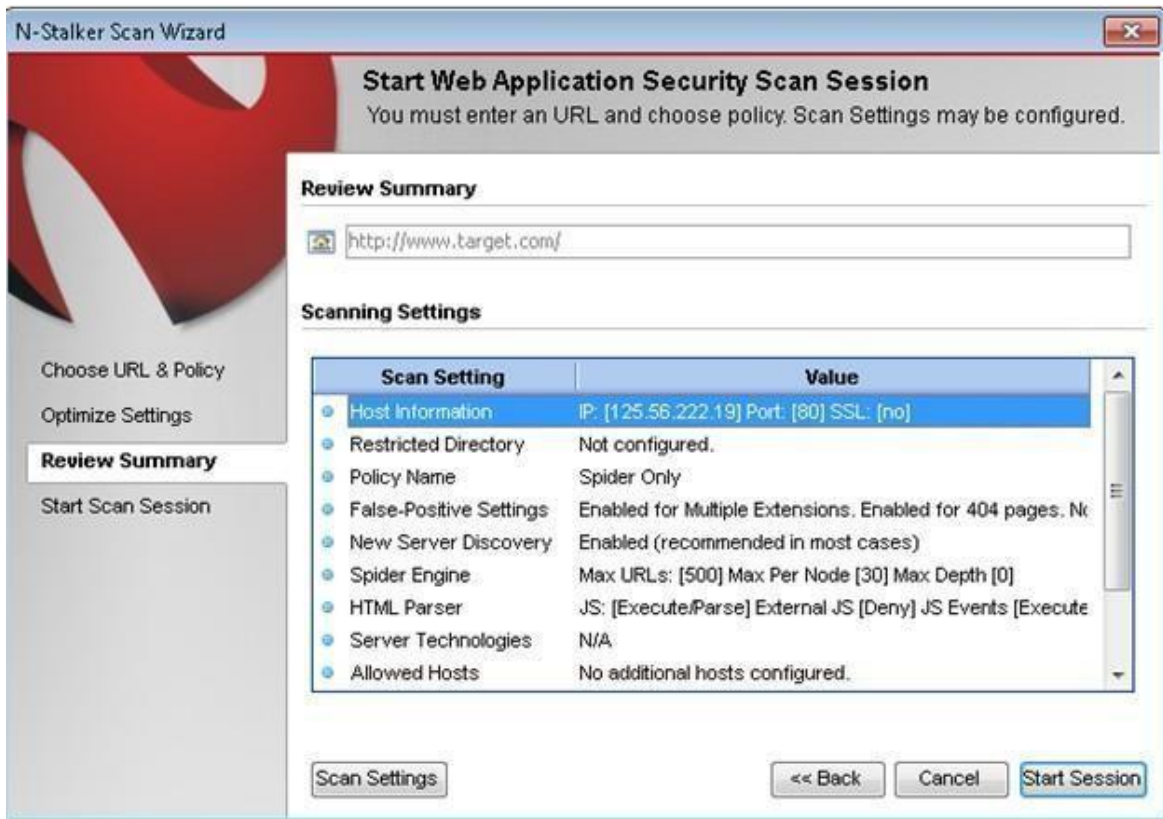 N-Stalker Scan Wizard
Start Web Application Security Scan Session
You must enter an URL and choose policy. Scan Settings may be configured.
Choose URL & Policy
Optimize Settings
Review Summary
Start Scan Session
Review Summary
http://www.target.com/
Scanning Settings
Scan Setting Value
Host Information IP: [125.56.222.19] Port: [80] SSL: [no]
Restricted Directory Not configured.
Policy Name Spider Only
False-Positive Settings Enabled for Multiple Extensions. Enabled for 404 pages.
New Server Discovery Enabled (recommended in most cases)
Spider Engine Max URLs: [500] Max Per Node [30] Max Depth [0]
HTML Parser JS: [Execute/Parse] External JS [Deny] JS Events [Execute
Server Technologies N/A
Allowed Hosts No additional hosts configured.
Scan Settings << Back Cancel Start Session